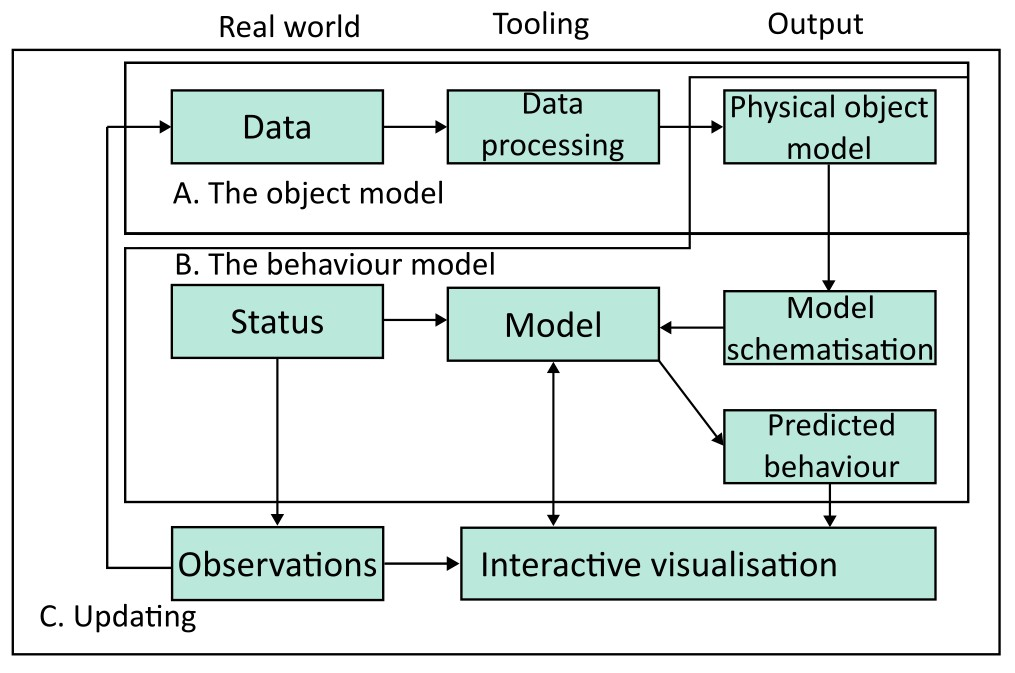 Real world
Tooling
Output
Data
Data
processing
Physical object
model
A. The object model
B. The behaviour model
Status
Model
Model
schematisation
Predicted
behaviour
Observations
Interactive visualisation
C. Updating